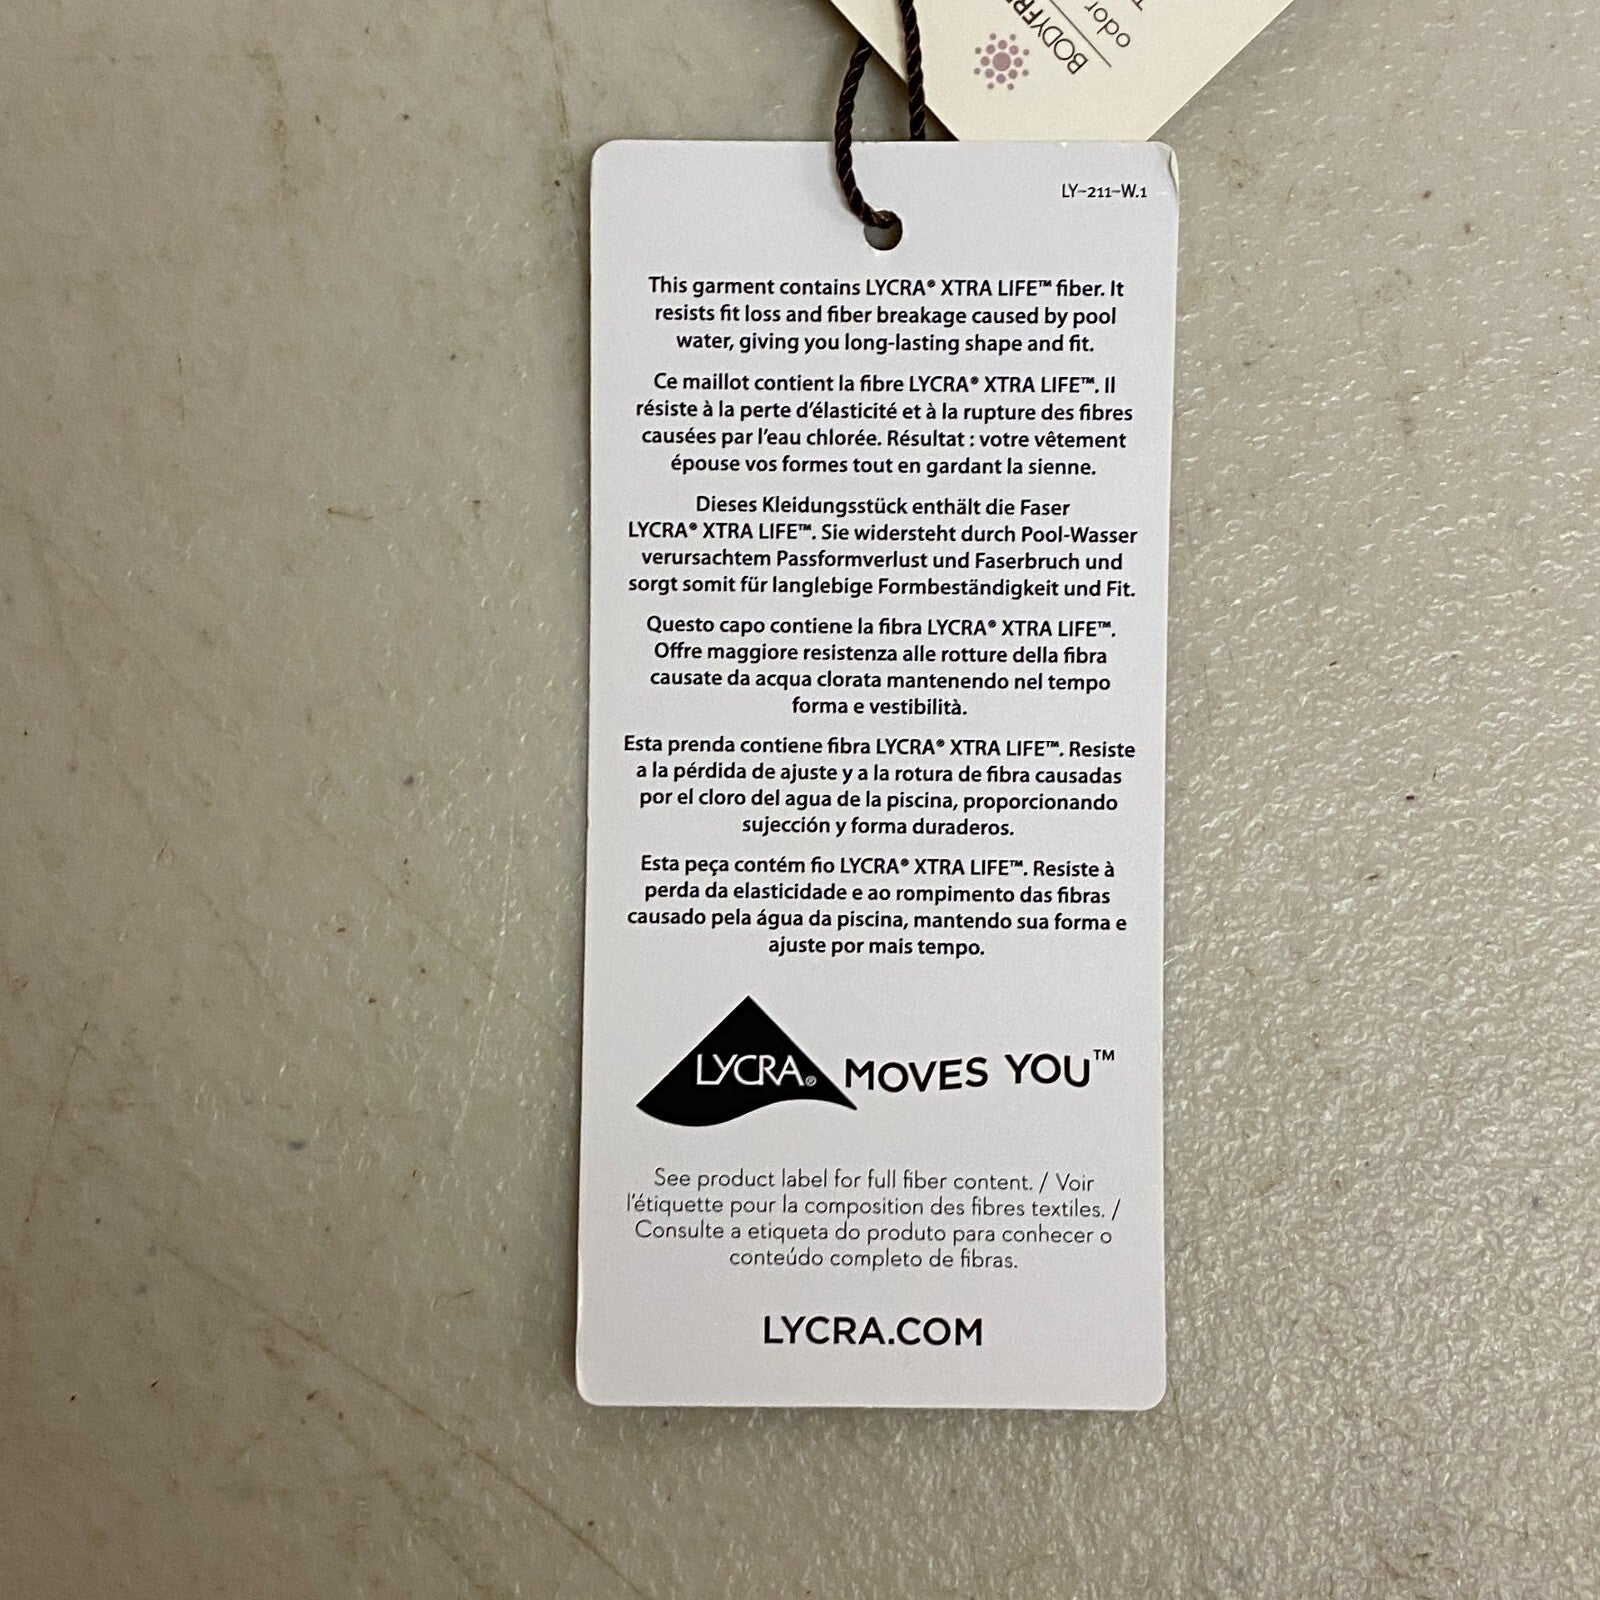 BODYFRE
odor
LY-211-W.1
This garment contains LYCRA® XTRA LIFE™ fiber. It
resists fit loss and fiber breakage caused by pool
water, giving you long-lasting shape and fit.
Ce maillot contient la fibre LYCRA® XTRA LIFE™. Il
résiste à la perte d'élasticité et à la rupture des fibres
causées par l'eau chlorée. Résultat : votre vêtement
épouse vos formes tout en gardant la sienne.
Dieses Kleidungsstück enthält die Faser
LYCRA® XTRA LIFE™. Sie widersteht durch Pool-Wasser
verursachtem Passformverlust und Faserbruch und
sorgt somit für langlebige Formbeständigkeit und Fit.
Questo capo contiene la fibra LYCRA® XTRA LIFE™.
Offre maggiore resistenza alle rotture della fibra
causate da acqua clorata mantenendo nel tempo
forma e vestibilità.
Esta prenda contiene fibra LYCRA® XTRA LIFE™. Resiste
a la pérdida de ajuste y a la rotura de fibra causadas
por el cloro del agua de la piscina, proporcionando
sujección y forma duraderos.
Esta peça contém fio LYCRA® XTRA LIFE™. Resiste à
perda da elasticidade e ao rompimento das fibras
causado pela água da piscina, mantendo sua forma e
ajuste por mais tempo.
LYCRA® MOVES YOU™
See product label for full fiber content. / Voir
l'étiquette pour la composition des fibres textiles. /
Consulte a etiqueta do produto para conhecer o
conteúdo completo de fibras.
LYCRA.COM